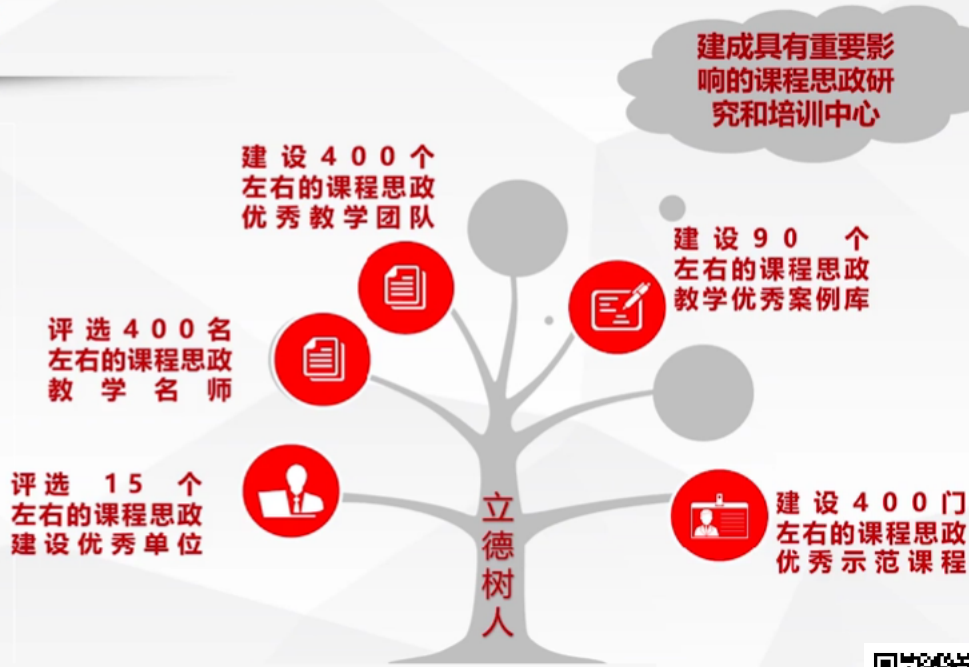 建成具有重要影
响的课程思政研
究和培训中心
建设400个
左右的课程思政
优秀教学团队
建设90个
左右的课程思政
教学优秀案例库
评选400名
左右的课程思政
教学名师
评选15个
左右的课程思政
建设优秀单位
建设400门
左右的课程思政
优秀示范课程
立
德
树
人